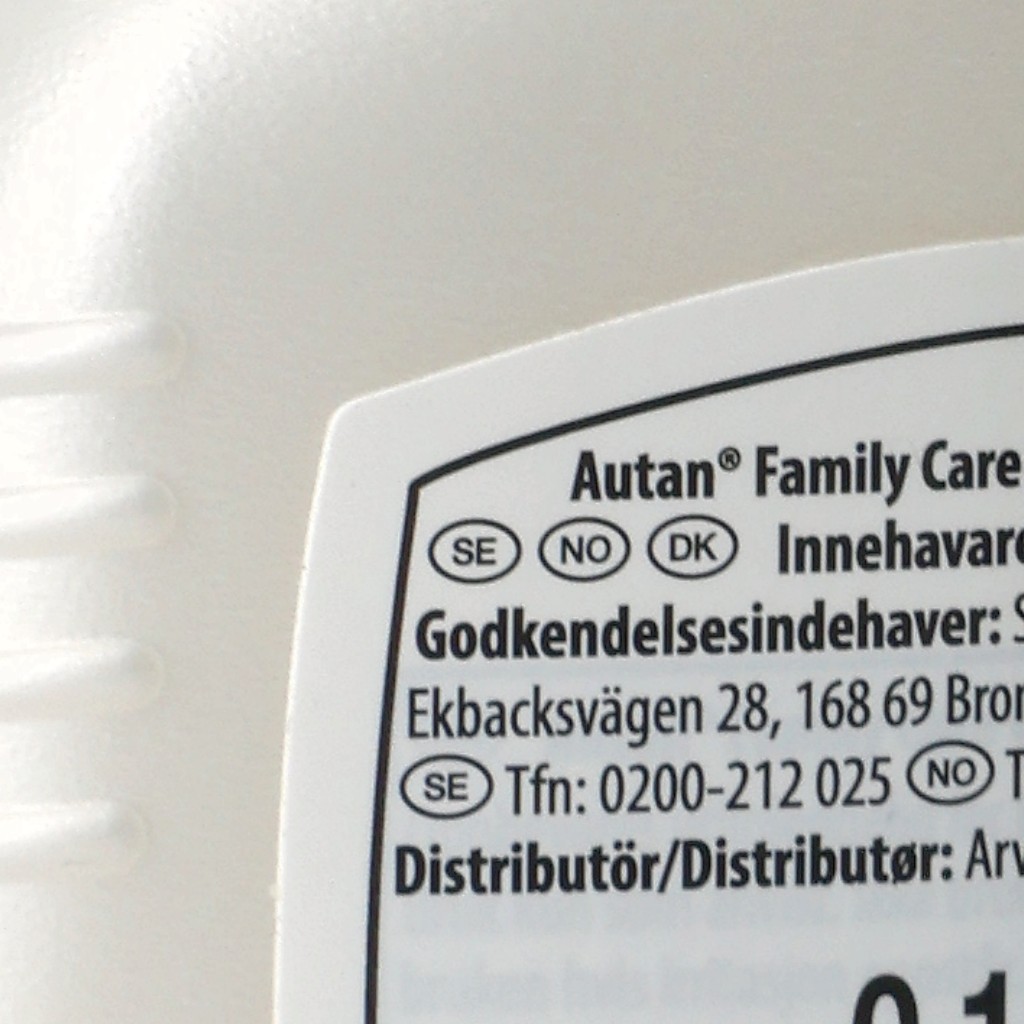 Autan® Family Care
SE NO DK Innehavare
Godkendelsesindehaver:
Ekbacksvägen 28, 168 69
SE Tfn: 0200-212 025 NO
Distributör/Distributør: